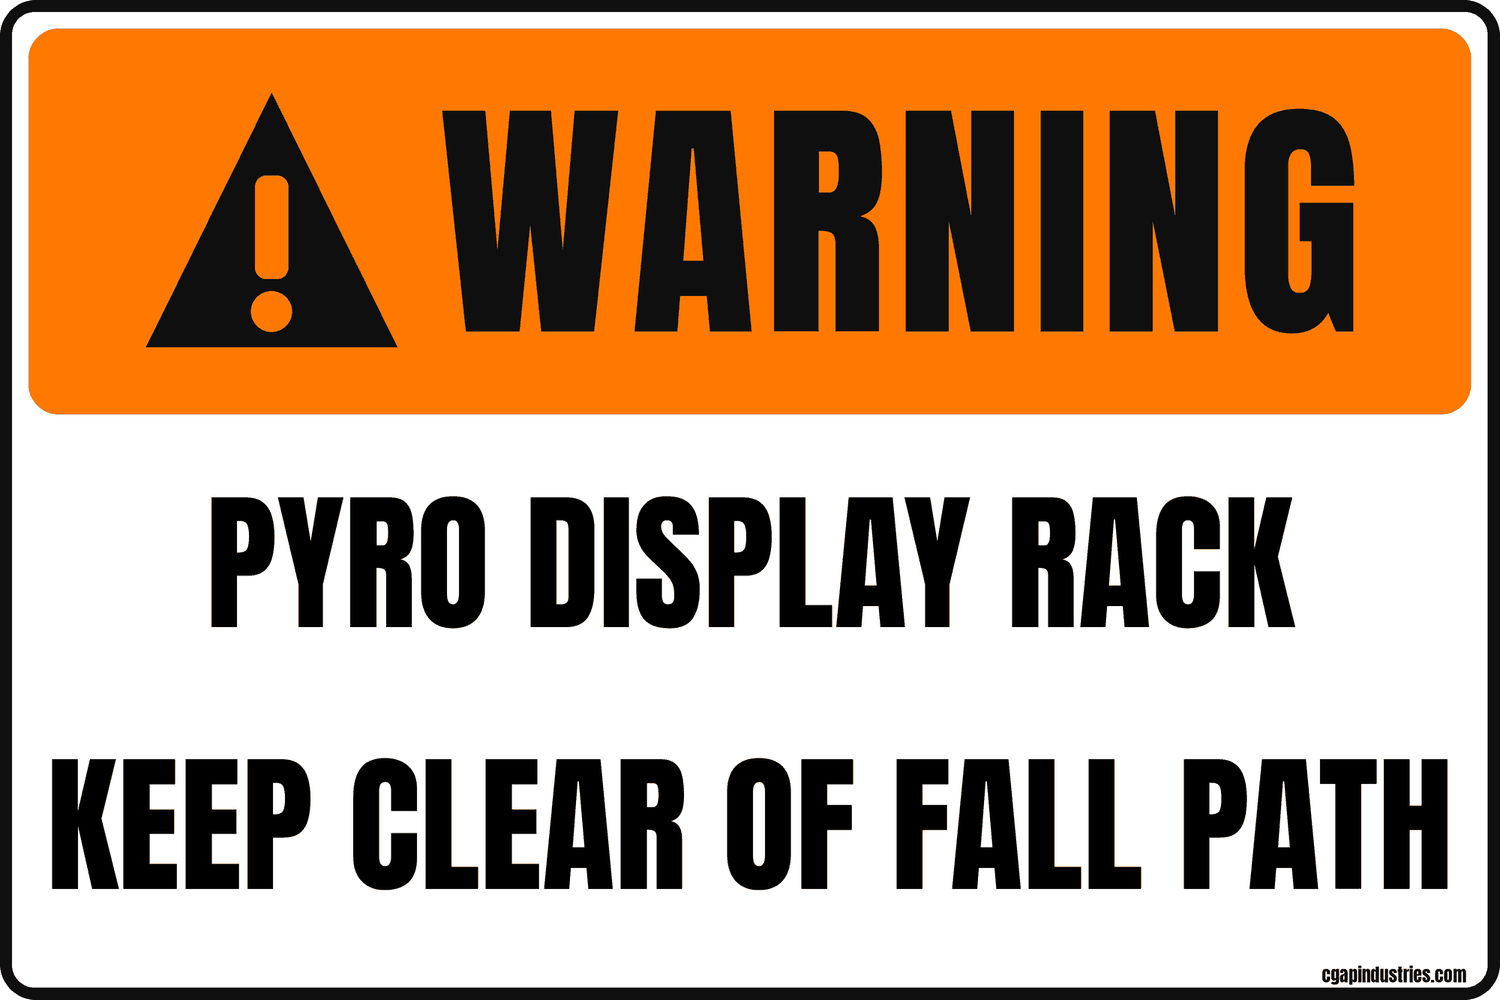 WARNING
PYRO DISPLAY RACK
KEEP CLEAR OF FALL PATH
cgapindustries.com